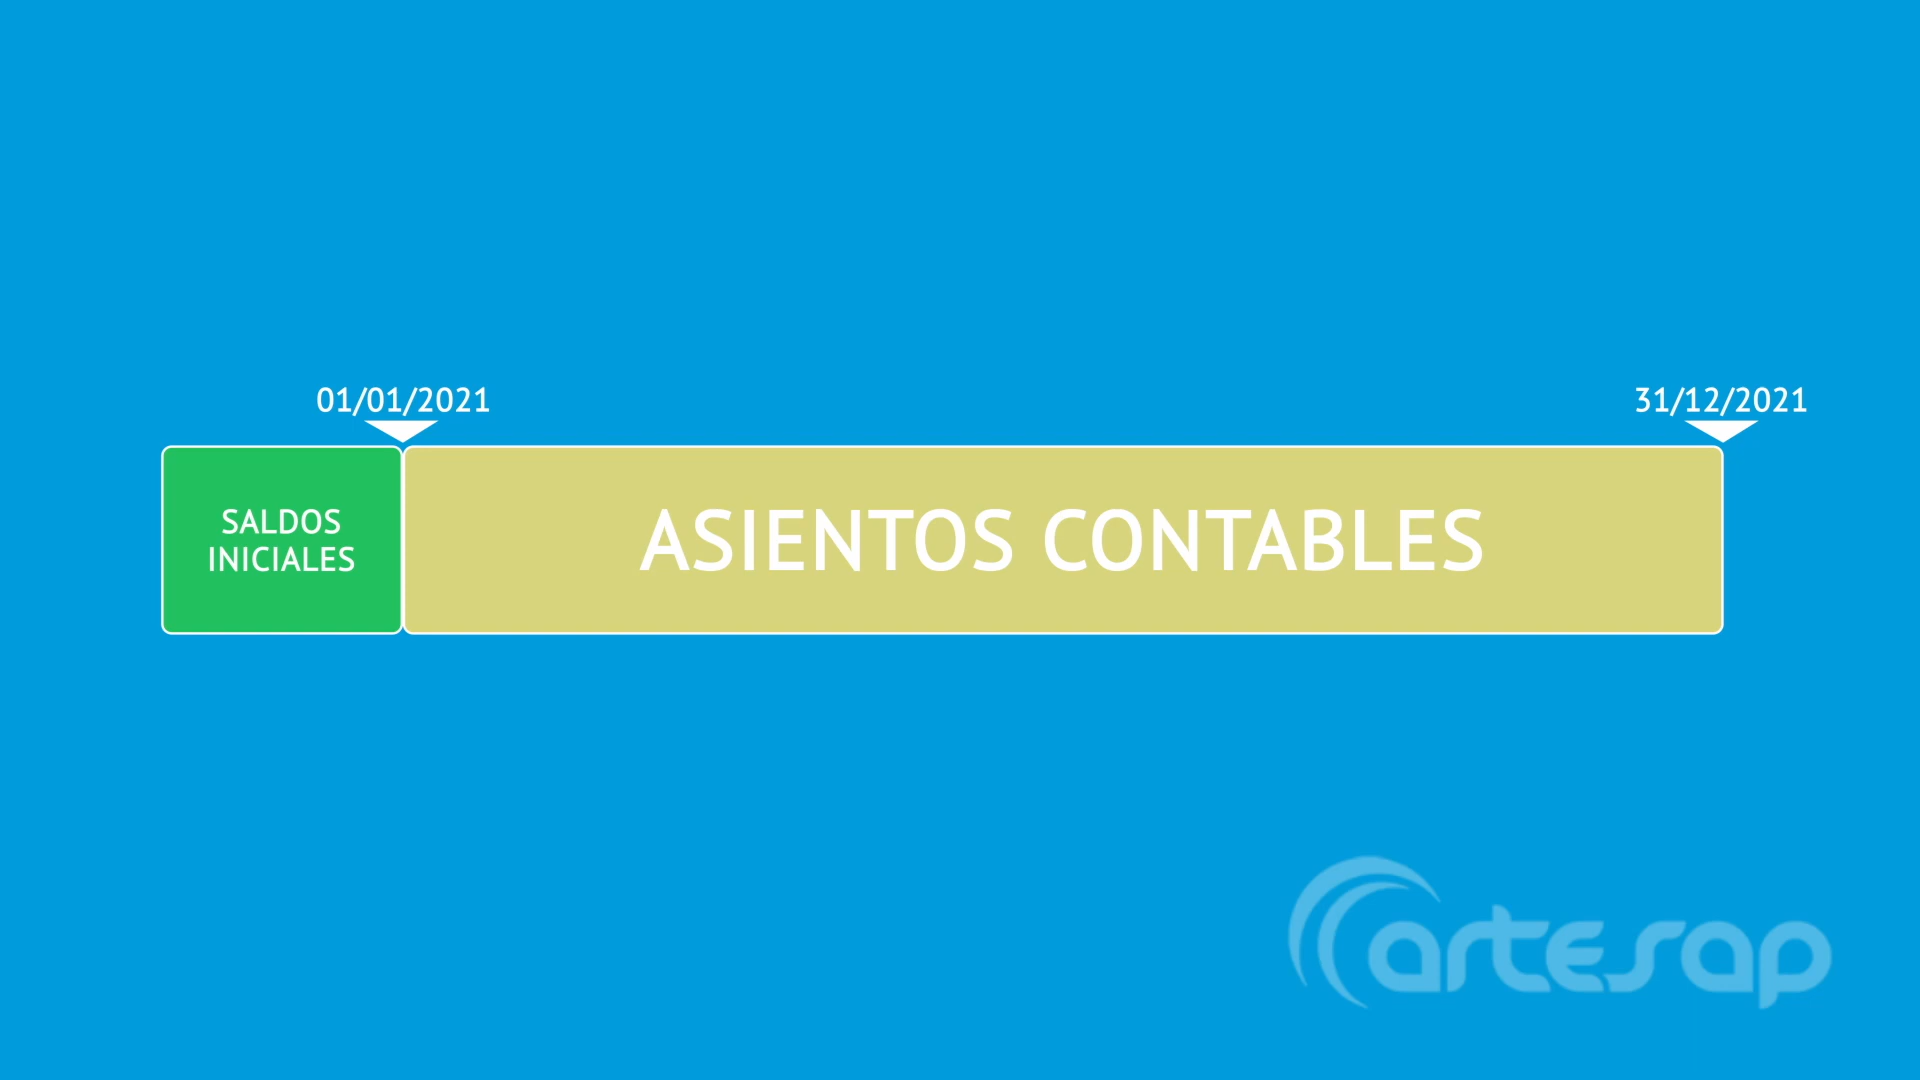 01/01/2021
31/12/2021
SALDOS
INICIALES
ASIENTOS CONTABLES
artesap